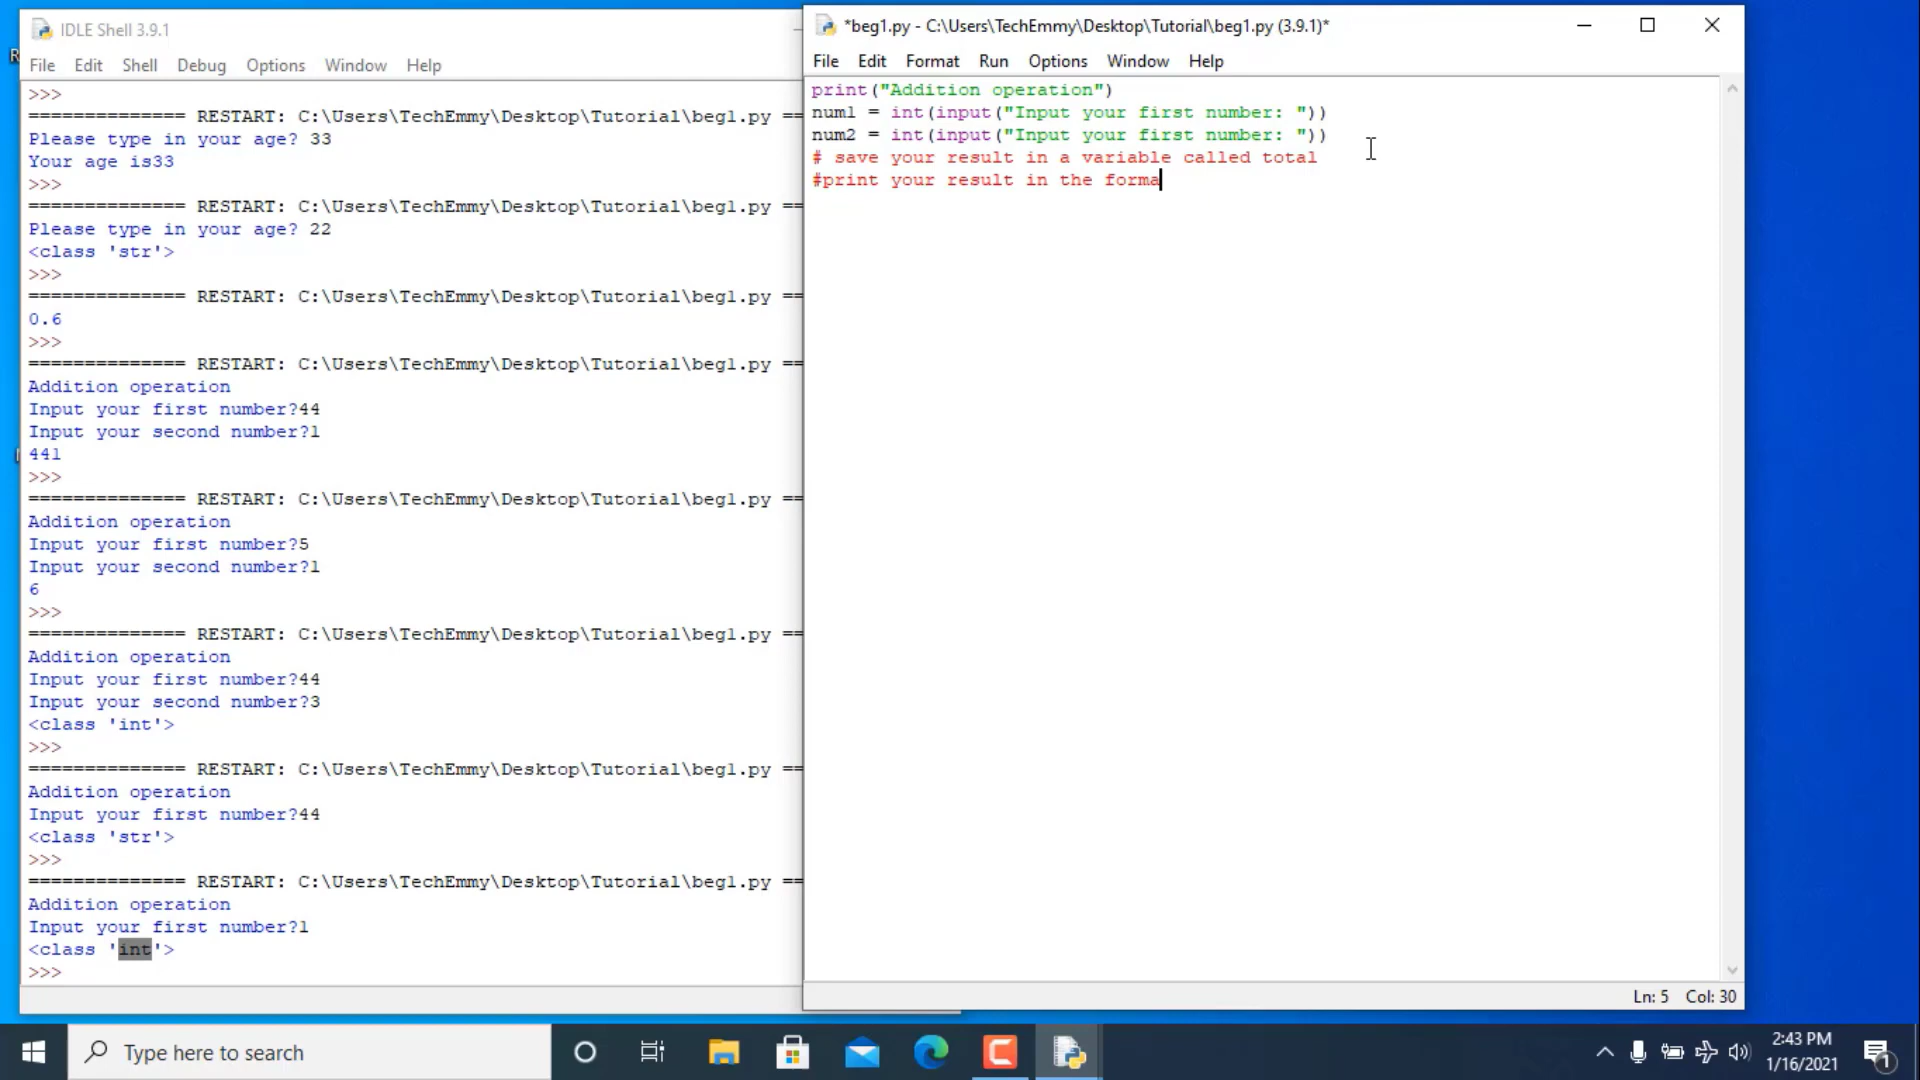 IDLE Shell 3.9.1
File Edit Shell Debug Options Window Help
>>>
============== RESTART: C:\Users\TechEmmy\Desktop\Tutorial\beg1.py ==
Please type in your age? 33
Your age is33
>>>
============== RESTART: C:\Users\TechEmmy\Desktop\Tutorial\beg1.py ==
Please type in your age? 22
<class 'str'>
>>>
============== RESTART: C:\Users\TechEmmy\Desktop\Tutorial\beg1.py ==
0.6
>>>
============== RESTART: C:\Users\TechEmmy\Desktop\Tutorial\beg1.py ==
Addition operation
Input your first number?44
Input your second number?1
441
>>>
============== RESTART: C:\Users\TechEmmy\Desktop\Tutorial\beg1.py ==
Addition operation
Input your first number?5
Input your second number?1
6
>>>
============== RESTART: C:\Users\TechEmmy\Desktop\Tutorial\beg1.py ==
Addition operation
Input your first number?44
Input your second number?3
<class 'int'>
>>>
============== RESTART: C:\Users\TechEmmy\Desktop\Tutorial\beg1.py ==
Addition operation
Input your first number?44
<class 'str'>
>>>
============== RESTART: C:\Users\TechEmmy\Desktop\Tutorial\beg1.py ==
Addition operation
Input your first number?1
<class 'int'>
>>>
*beg1.py - C:\Users\TechEmmy\Desktop\Tutorial\beg1.py (3.9.1)*
File Edit Format Run Options Window Help
print("Addition operation")
num1 = int(input("Input your first number: "))
num2 = int(input("Input your first number: "))
# save your result in a variable called total
#print your result in the forma
Ln: 5 Col: 30
Type here to search
2:43 PM
1/16/2021
1